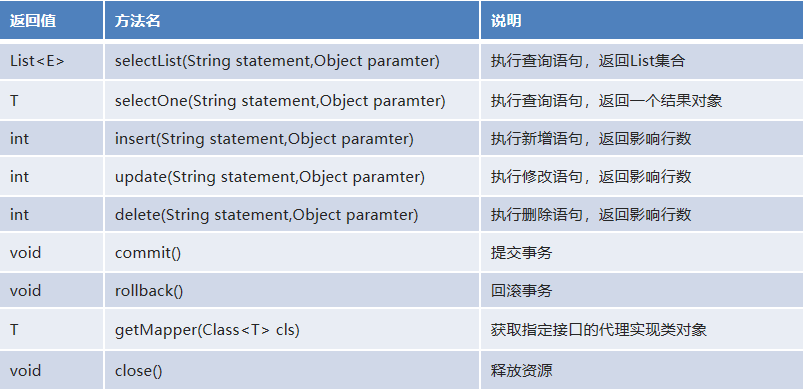 返回值 方法名 说明
List<E> selectList(String statement,Object paramter) 执行查询语句，返回List集合
T selectOne(String statement,Object paramter) 执行查询语句，返回一个结果对象
int insert(String statement,Object paramter) 执行新增语句，返回影响行数
int update(String statement,Object paramter) 执行修改语句，返回影响行数
int delete(String statement,Object paramter) 执行删除语句，返回影响行数
void commit() 提交事务
void rollback() 回滚事务
T getMapper(Class<T> cls) 获取指定接口的代理实现类对象
void close() 释放资源